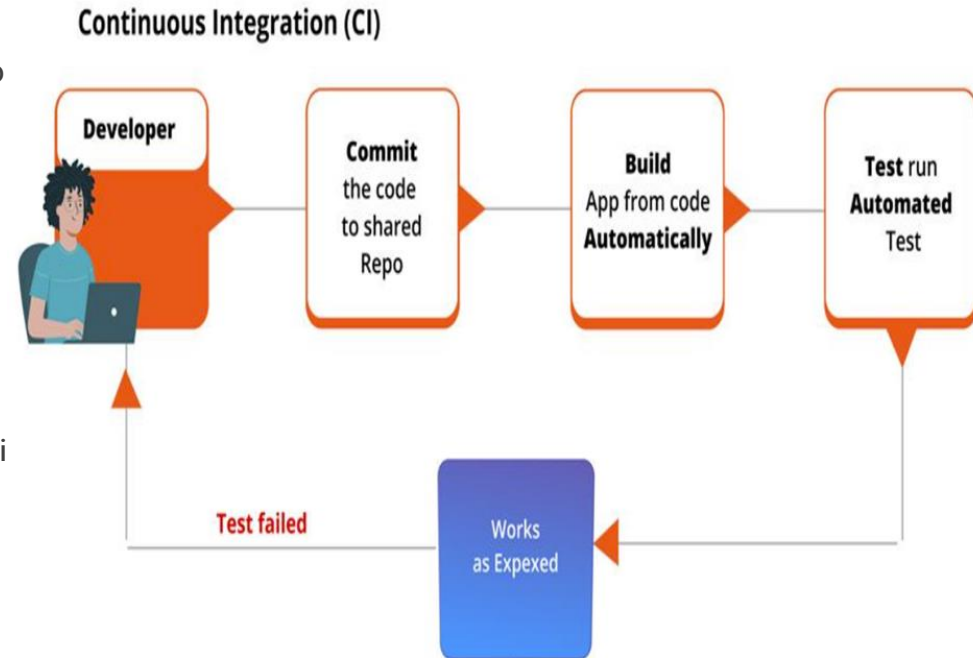 Continuous Integration (CI)
o
Developer
Commit
the code
to shared
Repo
Build
App from code
Automatically
Test run
Automated
Test
i
Test failed
Works
as Expexed